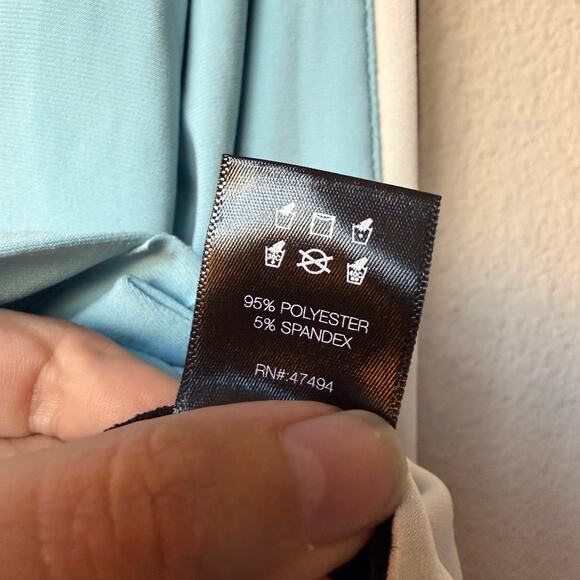 95% POLYESTER
5% SPANDEX
RN#:47494